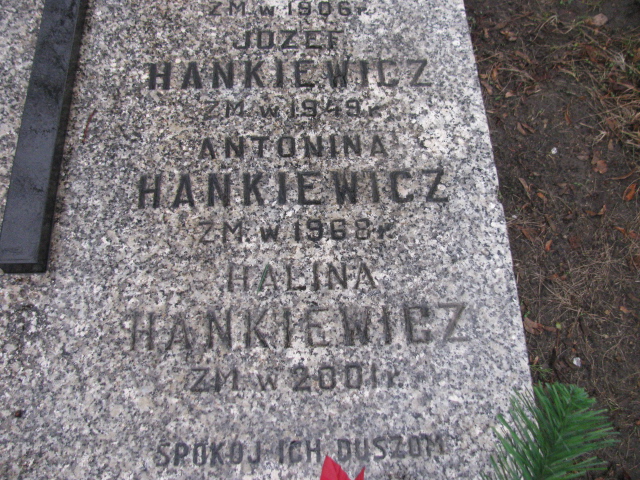 ZM. w 1906 r.
JÓZEF
HANKIEWICZ
ZM. w 1949 r.
ANTONINA
HANKIEWICZ
ZM. w 1968 r.
HALINA
HANKIEWICZ
ZM. w 2001 r.
SPOKÓJ ICH DUSZOM